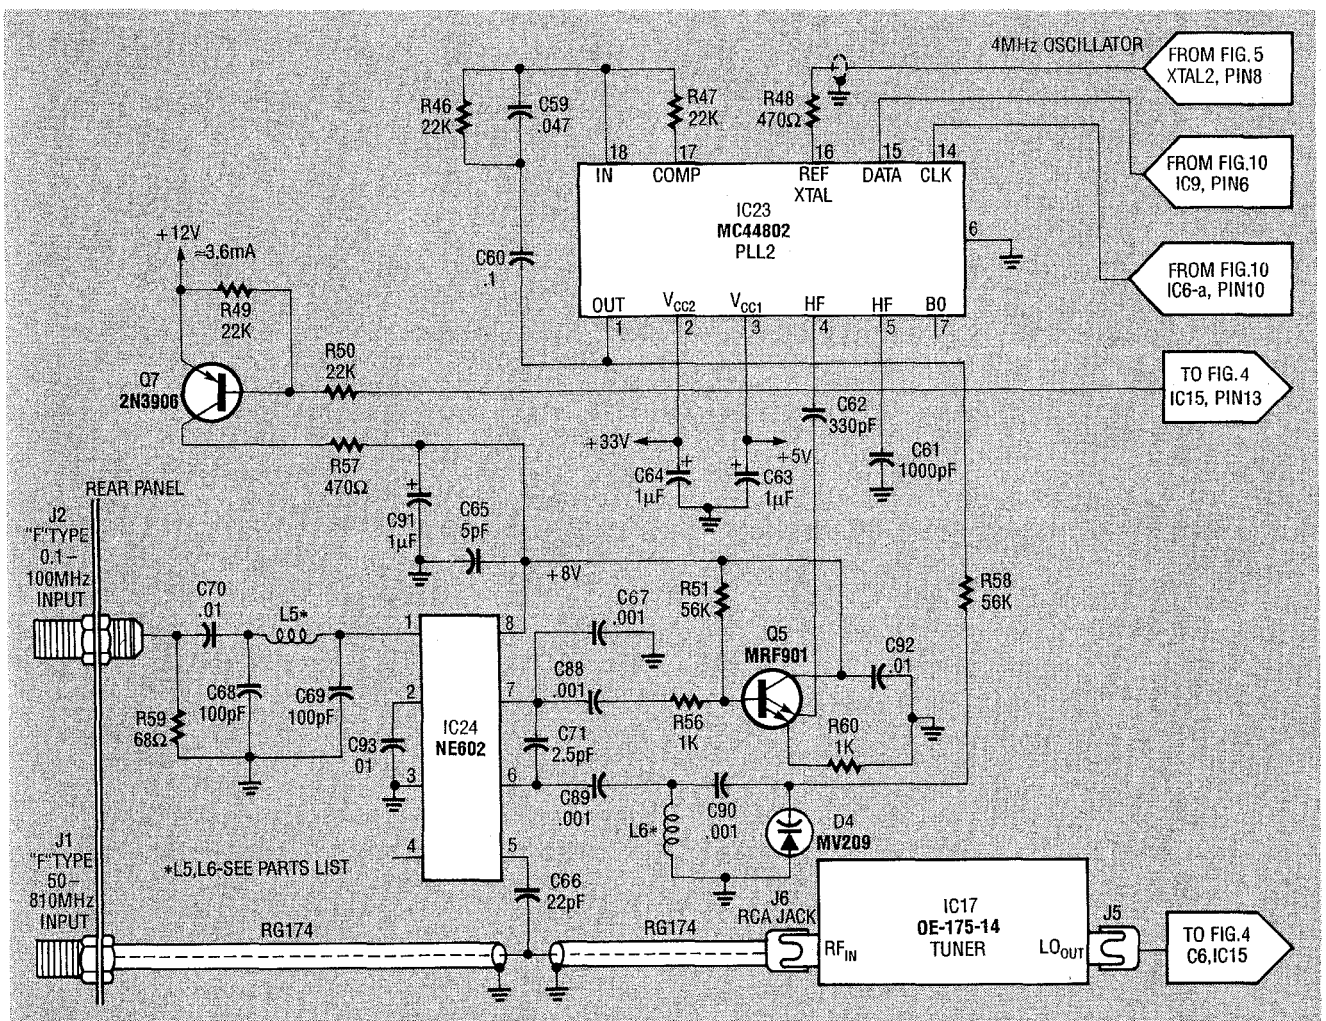 4MHz OSCILLATOR
FROM FIG. 5
XTAL2, PIN8
R46
22K
C59
.047
R47
22K
R48
470Ω
18
17
16
15
14
IN
COMP
REF
XTAL
DATA
CLK
FROM FIG.10
IC9, PIN6
IC23
MC44802
PLL2
6
+12V
≈3.6mA
C60
.1
FROM FIG.10
IC6-a, PIN10
R49
22K
OUT
VCC2
VCC1
HF
HF
BO
1
2
3
4
5
7
R50
22K
Q7
2N3906
TO FIG. 4
IC15, PIN13
C62
330pF
+33V
+5V
C61
1000pF
R57
470Ω
+
C64
1µF
+
C63
1µF
REAR PANEL
J2
"F"TYPE
0.1–
100MHz
INPUT
+
C91
1µF
C65
5pF
+8V
R51
56K
R58
56K
C70
.01
L5*
1
8
C67
.001
Q5
MRF901
C92
.01
C68
100pF
C69
100pF
2
7
C88
.001
R59
68Ω
C93
01
IC24
NE602
C71
2.5pF
R56
1K
R60
1K
3
6
C89
.001
L6*
C90
.001
D4
MV209
J1
"F"TYPE
50–
810MHz
INPUT
*L5,L6-SEE PARTS LIST
4
5
C66
22pF
RG174
RG174
J6
RCA JACK
RFIN
IC17
OE-175-14
TUNER
LOOUT
J5
TO FIG. 4
C6,IC15